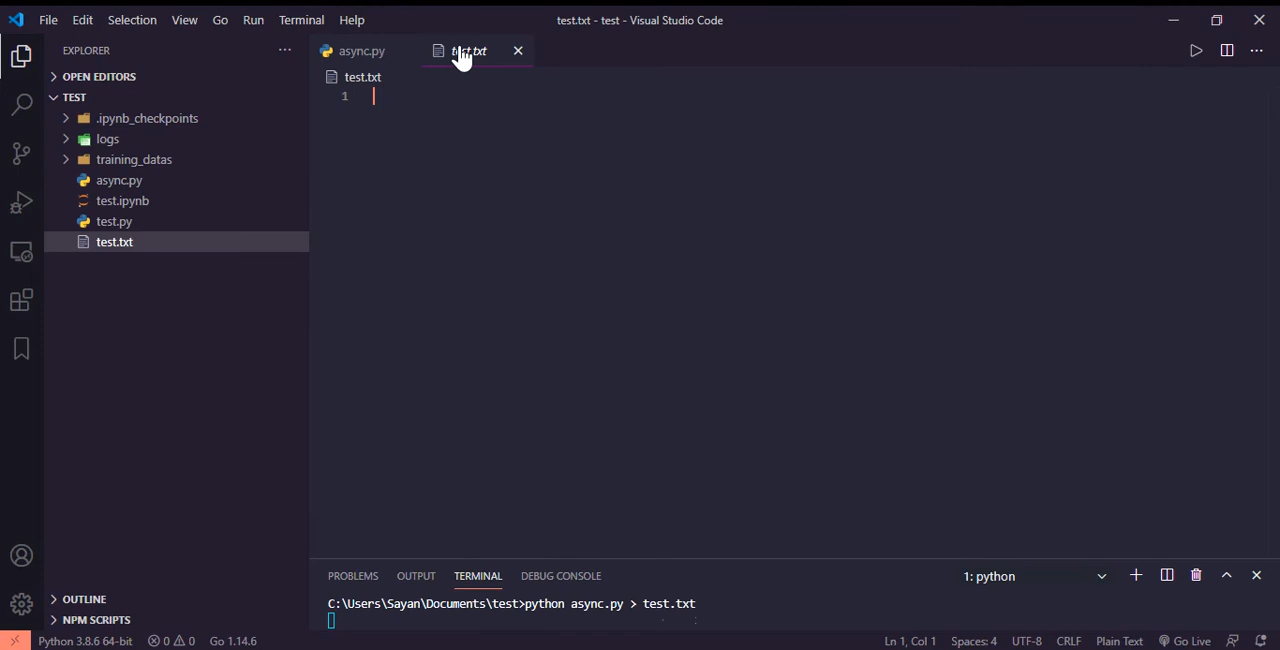 File Edit Selection View Go Run Terminal Help test.txt - test - Visual Studio Code
EXPLORER
OPEN EDITORS
TEST
.ipynb_checkpoints
logs
training_datas
async.py
test.ipynb
test.py
test.txt
OUTLINE
NPM SCRIPTS
async.py test.txt
test.txt
1
PROBLEMS OUTPUT TERMINAL DEBUG CONSOLE 1: python
C:\Users\Sayan\Documents\test>python async.py > test.txt
Python 3.8.6 64-bit 0 0 Go 1.14.6 Ln 1, Col 1 Spaces: 4 UTF-8 CRLF Plain Text Go Live